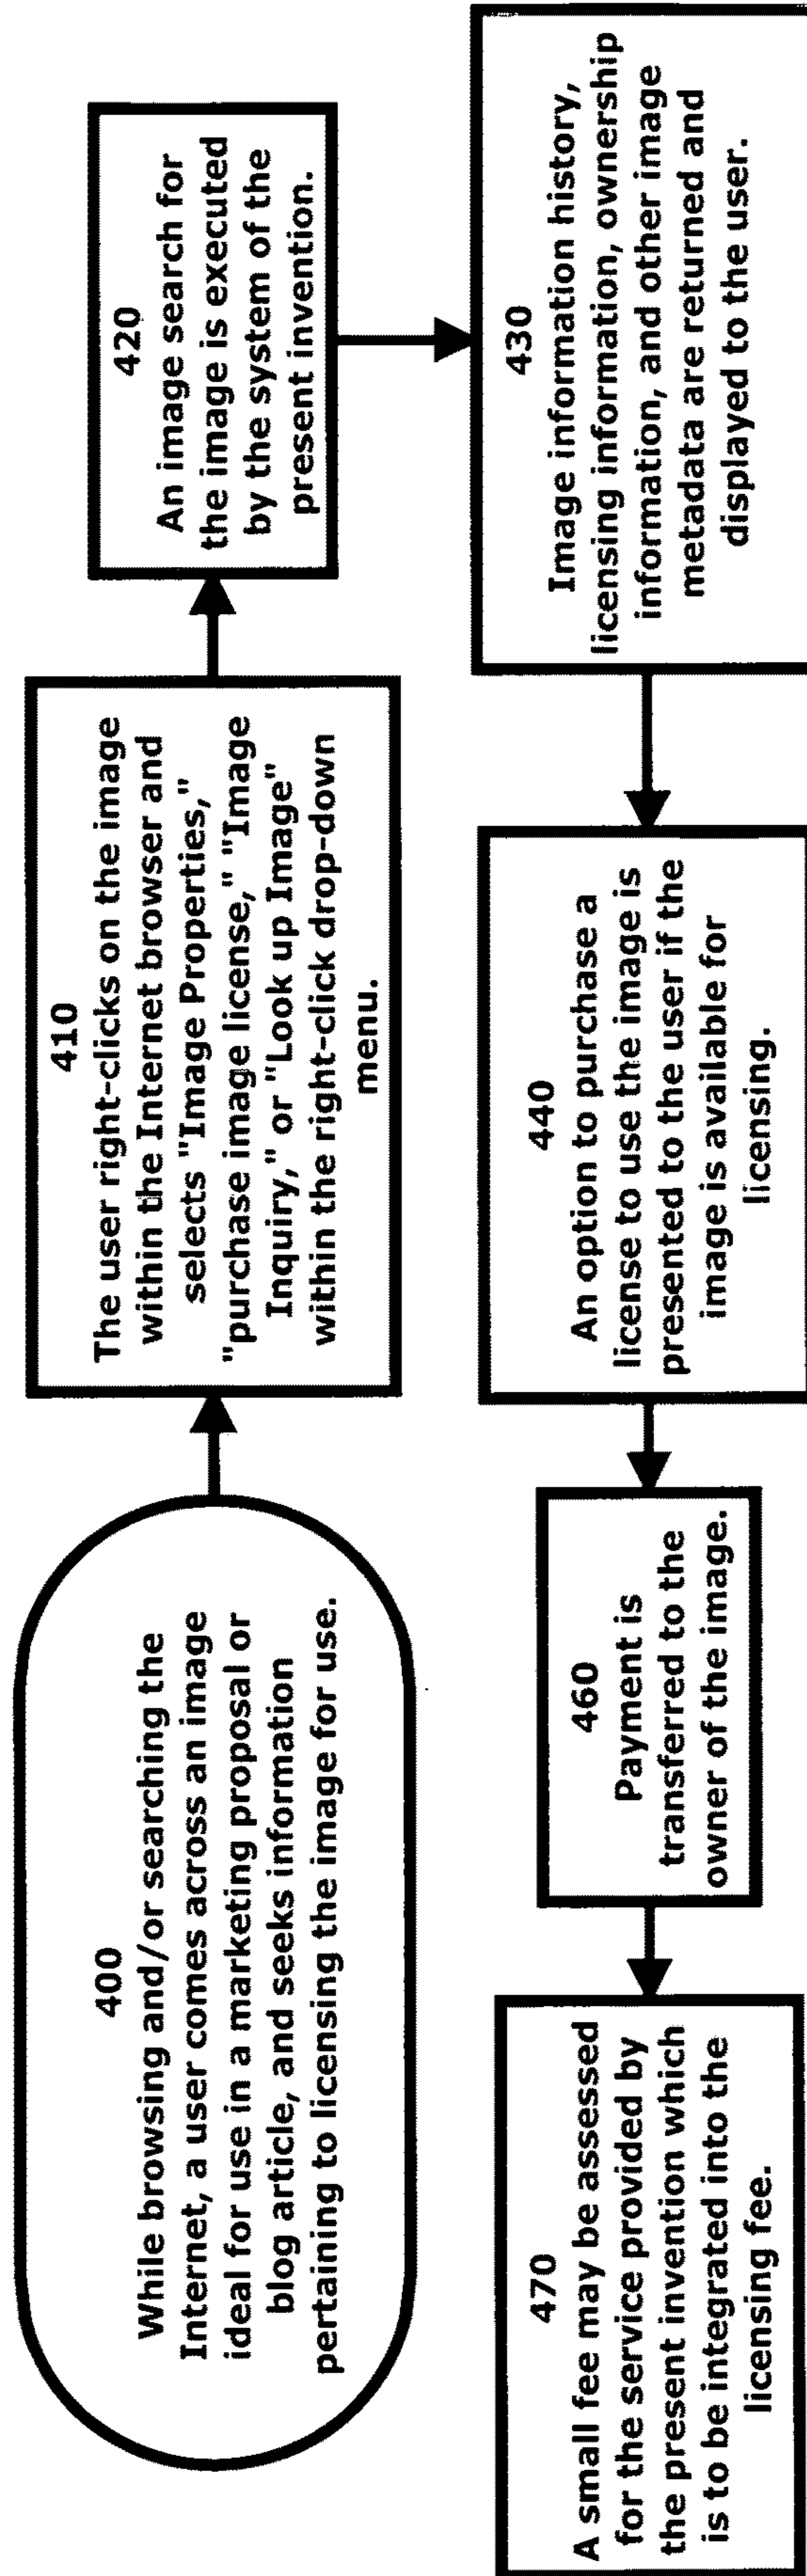 400
While browsing and/or searching the
Internet, a user comes across an image
ideal for use in a marketing proposal or
blog article, and seeks information
pertaining to licensing the image for use.
410
The user right-clicks on the image
within the Internet browser and
selects "Image Properties,"
"purchase image license," "Image
Inquiry," or "Look up Image"
within the right-click drop-down
menu.
420
An image search for
the image is executed
by the system of the
present invention.
430
Image information history,
licensing information, ownership
information, and other image
metadata are returned and
displayed to the user.
440
An option to purchase a
license to use the image is
presented to the user if the
image is available for
licensing.
460
Payment is
transferred to the
owner of the image.
470
A small fee may be assessed
for the service provided by
the present invention which
is to be integrated into the
licensing fee.